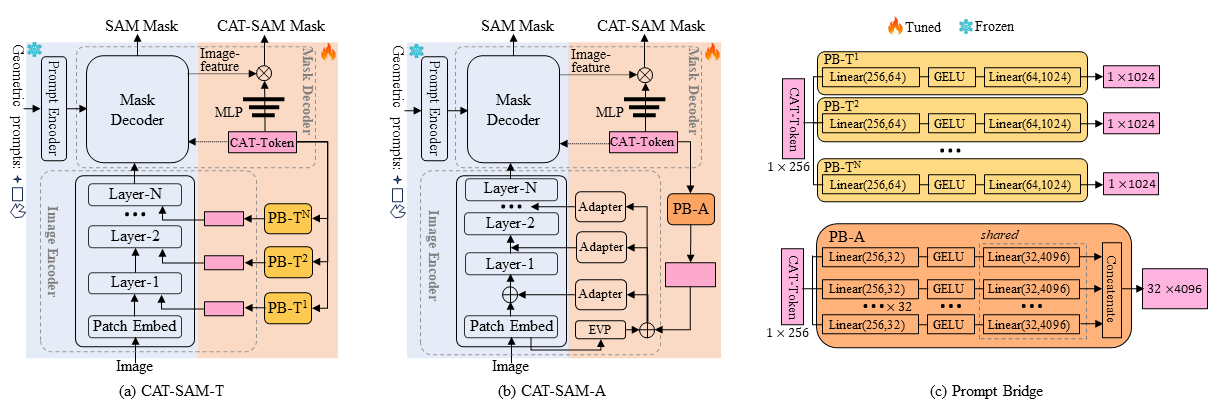 SAM Mask
CAT-SAM Mask
Geometric prompts:
Prompt Encoder
Mask
Decoder
Image-
feature
MLP
CAT-Token
Mask Decoder
Image Encoder
Layer-N
Layer-2
Layer-1
Patch Embed
PB-T^N
PB-T^2
PB-T^1
Image
(a) CAT-SAM-T
SAM Mask
CAT-SAM Mask
Geometric prompts:
Prompt Encoder
Mask
Decoder
Image-
feature
MLP
CAT-Token
Mask Decoder
Image Encoder
Layer-N
Layer-2
Layer-1
Patch Embed
Adapter
Adapter
Adapter
EVP
PB-A
Image
(b) CAT-SAM-A
Tuned
Frozen
CAT-Token
1 × 256
PB-T^1
Linear(256,64)
GELU
Linear(64,1024)
1 ×1024
PB-T^2
Linear(256,64)
GELU
Linear(64,1024)
1 ×1024
PB-T^N
Linear(256,64)
GELU
Linear(64,1024)
1 ×1024
PB-A
shared
CAT-Token
1 × 256
Linear(256,32)
GELU
Linear(32,4096)
Linear(256,32)
GELU
Linear(32,4096)
× 32
Linear(256,32)
GELU
Linear(32,4096)
Concatenate
32 ×4096
(c) Prompt Bridge